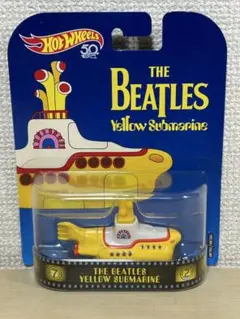 HOT WHEELS
50
THE
BEATLES
Yellow Submarine
THE BEATLES
YELLOW SUBMARINE